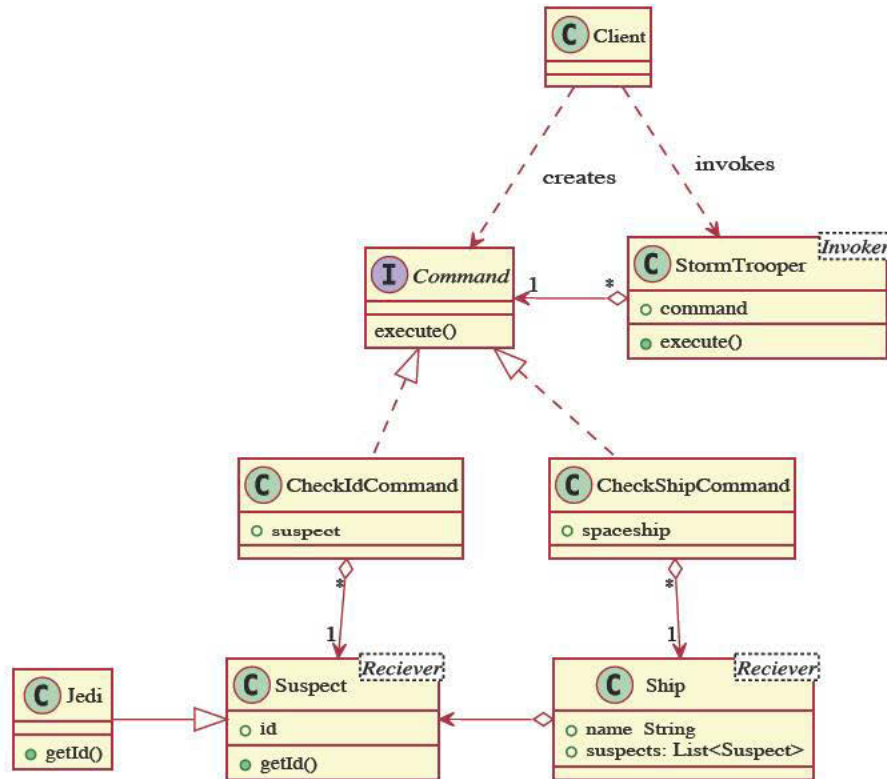 C Client
creates
invokes
I Command
execute()
1
*
C StormTrooper
Invoker
command
execute()
C CheckIdCommand
suspect
C CheckShipCommand
spaceship
*
1
*
1
C Jedi
getId()
C Suspect
Reciever
id
getId()
C Ship
Reciever
name String
suspects: List<Suspect>